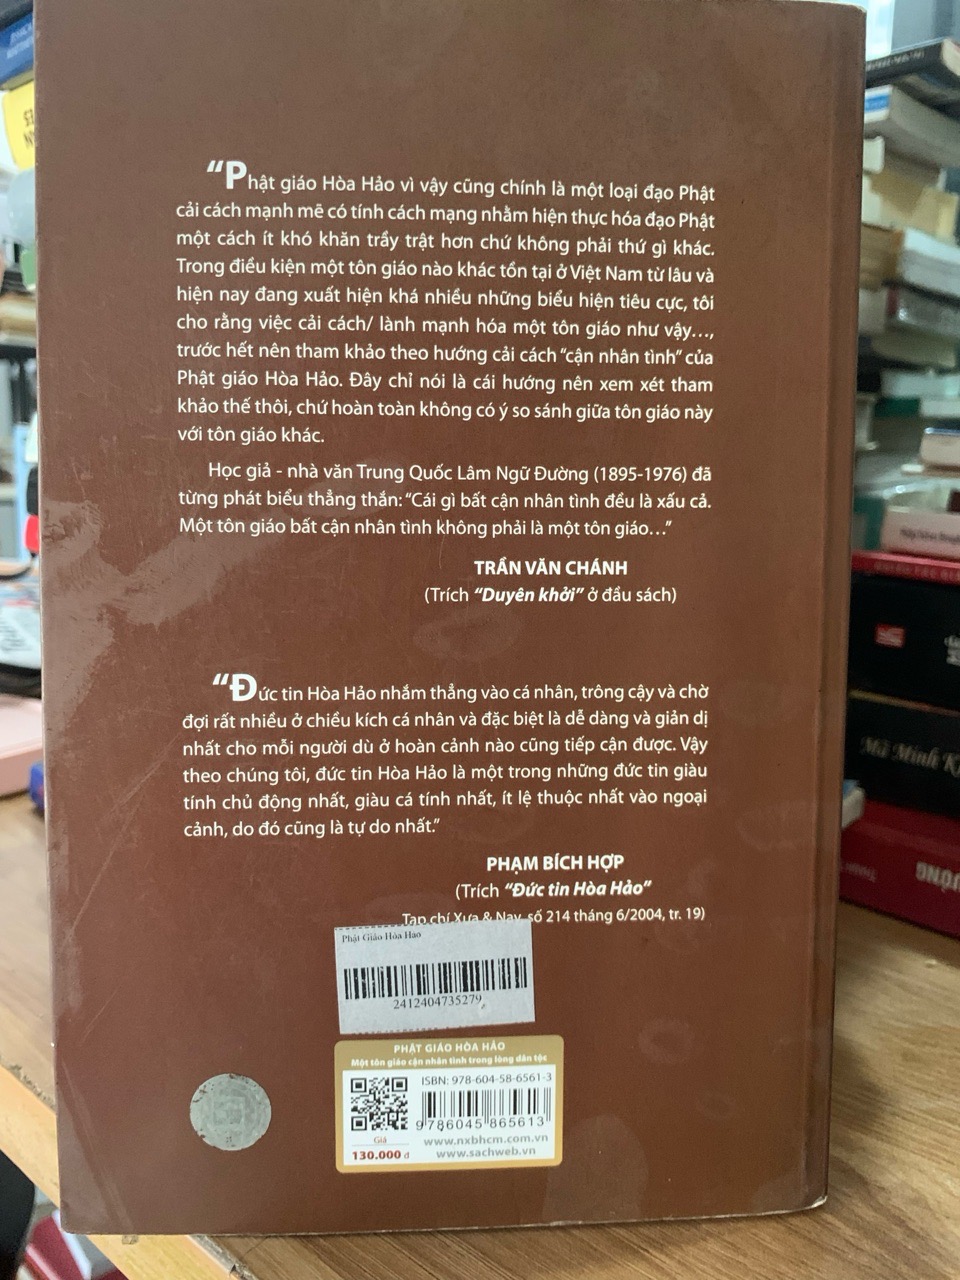 “Phật giáo Hòa Hảo vì vậy cũng chính là một loại đạo Phật
cải cách mạnh mẽ có tính cách mạng nhằm hiện thực hóa đạo Phật
một cách ít khó khăn trầy trật hơn chứ không phải thứ gì khác.
Trong điều kiện một tôn giáo nào khác tồn tại ở Việt Nam từ lâu và
hiện nay đang xuất hiện khá nhiều những biểu hiện tiêu cực, tôi
cho rằng việc cải cách/ lành mạnh hóa một tôn giáo như vậy...,
trước hết nên tham khảo theo hướng cải cách “cận nhân tình” của
Phật giáo Hòa Hảo. Đây chỉ nói là cái hướng nên xem xét tham
khảo thế thôi, chứ hoàn toàn không có ý so sánh giữa tôn giáo này
với tôn giáo khác.
Học giả - nhà văn Trung Quốc Lâm Ngữ Đường (1895-1976) đã
từng phát biểu thẳng thắn: “Cái gì bất cận nhân tình đều là xấu cả.
Một tôn giáo bất cận nhân tình không phải là một tôn giáo...”
TRẦN VĂN CHÁNH
(Trích “Duyên khởi” ở đầu sách)
“Đức tin Hòa Hảo nhắm thẳng vào cá nhân, trông cậy và chờ
đợi rất nhiều ở chiều kích cá nhân và đặc biệt là dễ dàng và giản dị
nhất cho mỗi người dù ở hoàn cảnh nào cũng tiếp cận được. Vậy
theo chúng tôi, đức tin Hòa Hảo là một trong những đức tin giàu
tính chủ động nhất, giàu cá tính nhất, ít lệ thuộc nhất vào ngoại
cảnh, do đó cũng là tự do nhất.”
PHẠM BÍCH HỢP
(Trích “Đức tin Hòa Hảo”
Tạp chí Xưa & Nay, số 214 tháng 6/2004, tr. 19)
Phật Giáo Hòa Hảo
2412404735279
PHẬT GIÁO HÒA HẢO
Một tôn giáo cận nhân tình trong lòng dân tộc
ISBN: 978-604-58-6561-3
9786045865613
Giá
130.000 đ
www.nxbhcm.com.vn
www.sachweb.vn
Mã Minh